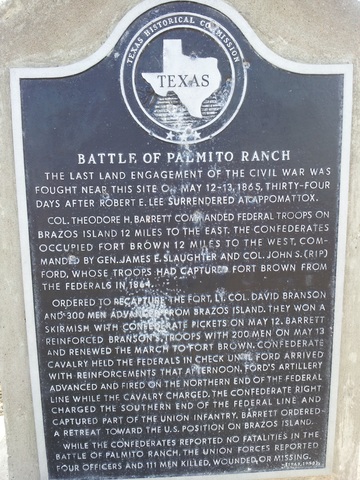 TEXAS HISTORICAL COMMISSION
TEXAS
BATTLE OF PALMITO RANCH
THE LAST LAND ENGAGEMENT OF THE CIVIL WAR WAS
FOUGHT NEAR THIS SITE ON MAY 12-13, 1865, THIRTY-FOUR
DAYS AFTER ROBERT E. LEE SURRENDERED AT APPOMATTOX.
COL. THEODORE H. BARRETT COMMANDED FEDERAL TROOPS ON
BRAZOS ISLAND 12 MILES TO THE EAST. THE CONFEDERATES
OCCUPIED FORT BROWN 12 MILES TO THE WEST, COM-
MANDED BY GEN. JAMES E. SLAUGHTER AND COL. JOHN S. (RIP)
FORD, WHOSE TROOPS HAD CAPTURED FORT BROWN FROM
THE FEDERALS IN 1864.
ORDERED TO RECAPTURE THE FORT, LT. COL. DAVID BRANSON
AND 300 MEN ADVANCED FROM BRAZOS ISLAND. THEY WON A
SKIRMISH WITH CONFEDERATE PICKETS ON MAY 12. BARRETT
REINFORCED BRANSON'S TROOPS WITH 200 MEN ON MAY 13
AND RENEWED THE MARCH TO FORT BROWN. CONFEDERATE
CAVALRY HELD THE FEDERALS IN CHECK UNTIL FORD ARRIVED
WITH REINFORCEMENTS THAT AFTERNOON. FORD'S ARTILLERY
ADVANCED AND FIRED ON THE NORTHERN END OF THE FEDERAL
LINE WHILE THE CAVALRY CHARGED. THE CONFEDERATE RIGHT
CHARGED THE SOUTHERN END OF THE FEDERAL LINE AND
CAPTURED PART OF THE UNION INFANTRY. BARRETT ORDERED
A RETREAT TOWARD THE U.S. POSITION ON BRAZOS ISLAND.
WHILE THE CONFEDERATES REPORTED NO FATALITIES IN THE
BATTLE OF PALMITO RANCH, THE UNION FORCES REPORTED
FOUR OFFICERS AND 111 MEN KILLED, WOUNDED, OR MISSING.